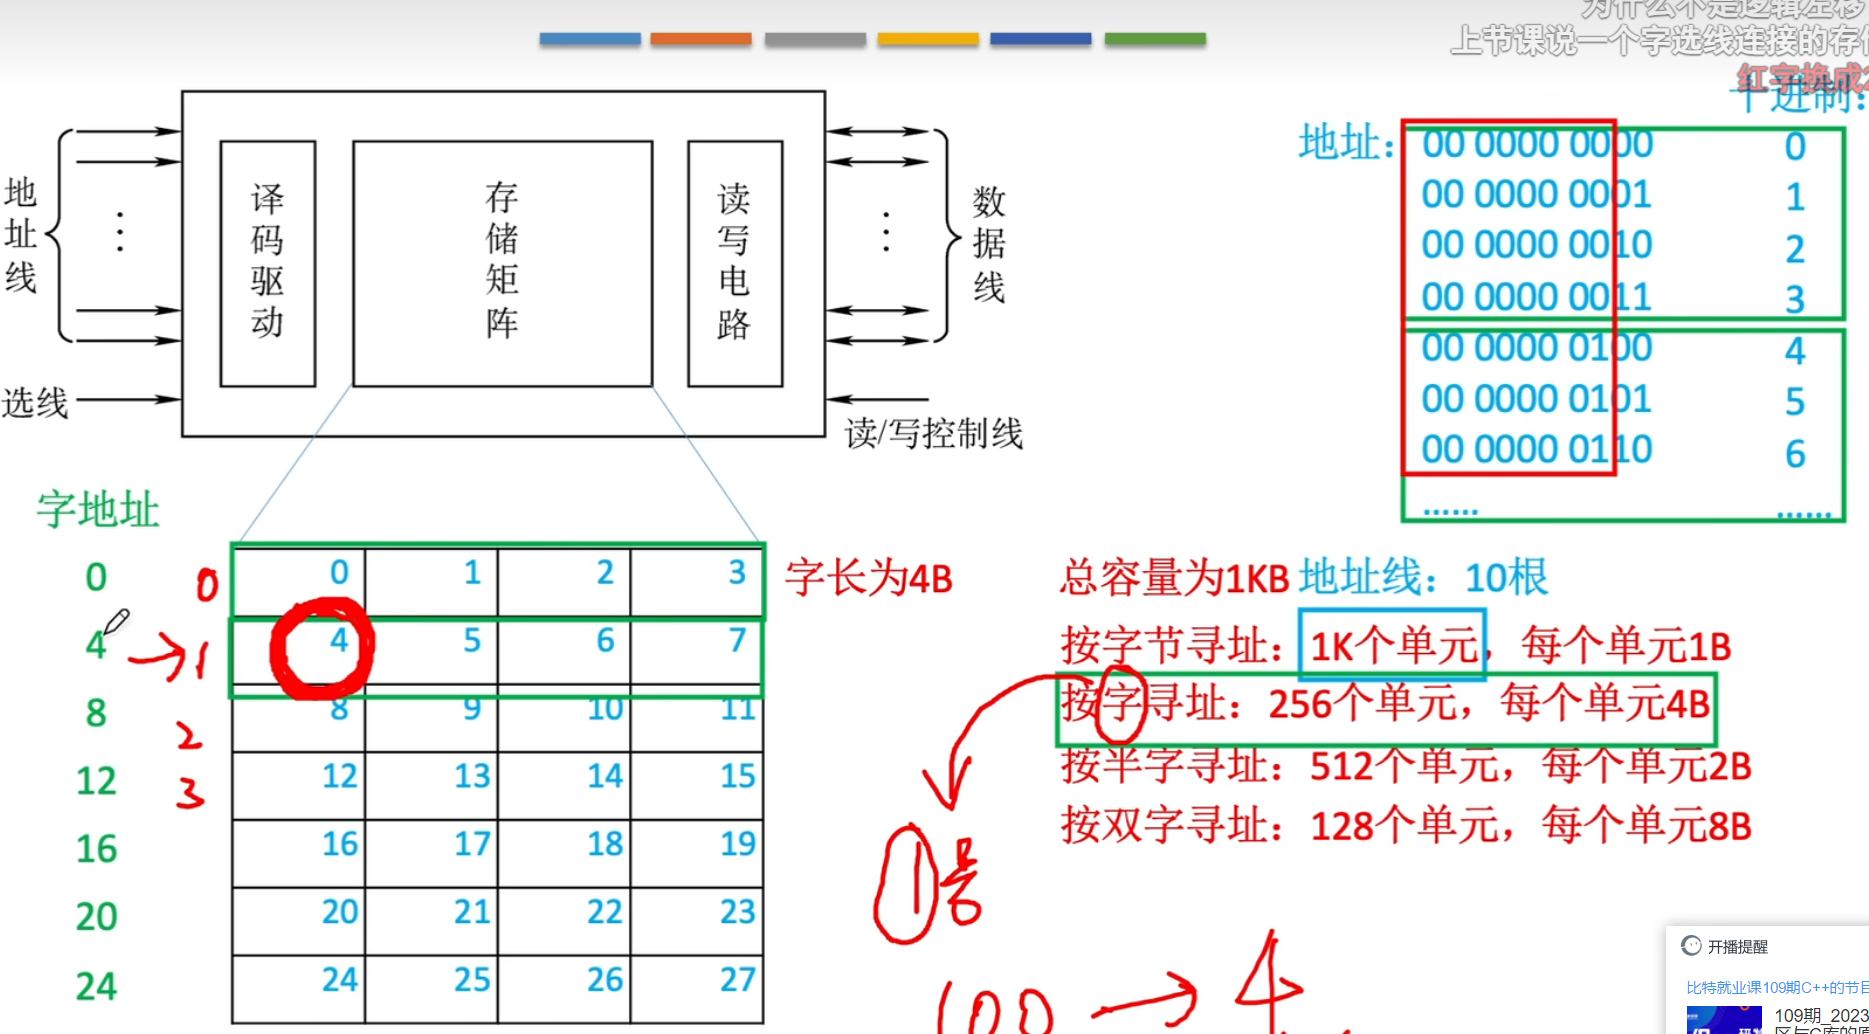 为什么不是逻辑左移
上节课说一个字选线连接的存
红字换成
十进制：
地址：
00 0000 0000 0
00 0000 0001 1
00 0000 0010 2
00 0000 0011 3
00 0000 0100 4
00 0000 0101 5
00 0000 0110 6
...... ......
地址线
译码驱动
存储矩阵
读写电路
数据线
选线
读/写控制线
字地址
0 0 0 1 2 3 字长为4B
4 1 4 5 6 7
8 2 8 9 10 11
12 3 12 13 14 15
16 16 17 18 19
20 20 21 22 23
24 24 25 26 27
总容量为1KB 地址线：10根
按字节寻址：1K个单元，每个单元1B
按字寻址：256个单元，每个单元4B
按半字寻址：512个单元，每个单元2B
按双字寻址：128个单元，每个单元8B
1号
100 → 4
开播提醒
比特就业课109期C++的节目
109期_2023